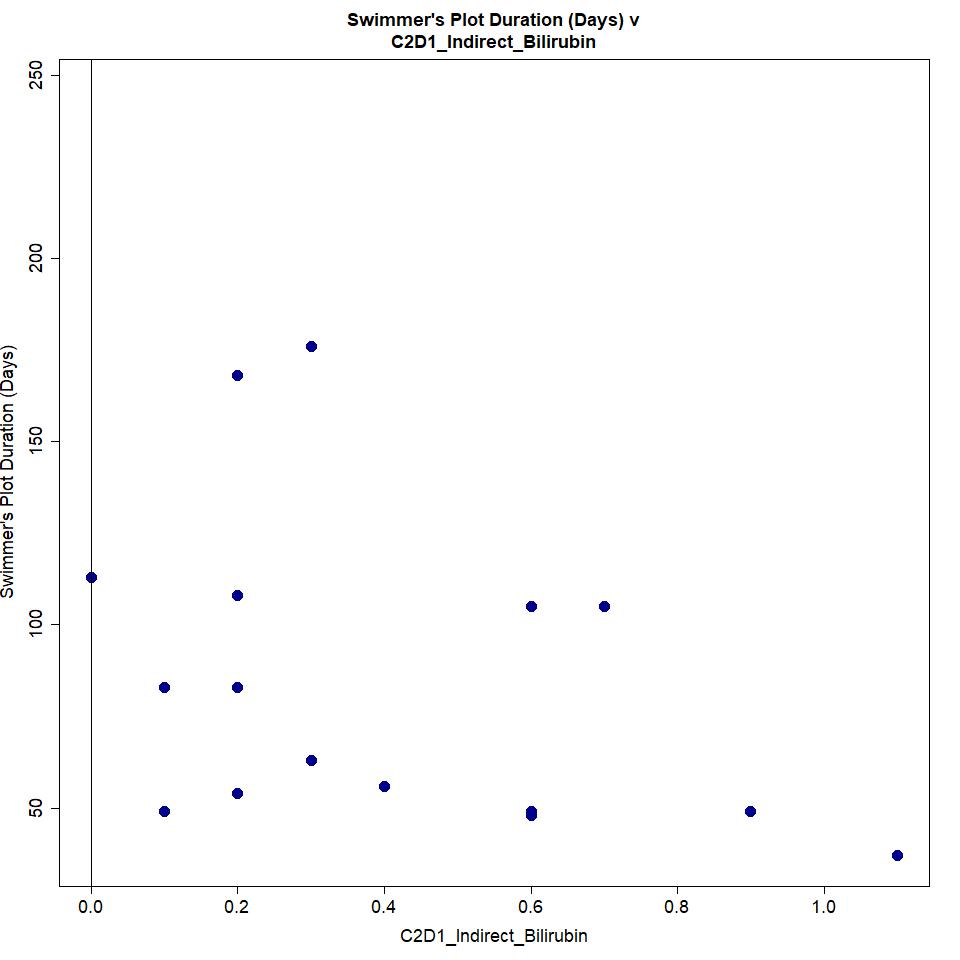 Swimmer's Plot Duration (Days) v
C2D1_Indirect_Bilirubin
Swimmer's Plot Duration (Days)
250
200
150
100
50
0.0 0.2 0.4 0.6 0.8 1.0
C2D1_Indirect_Bilirubin